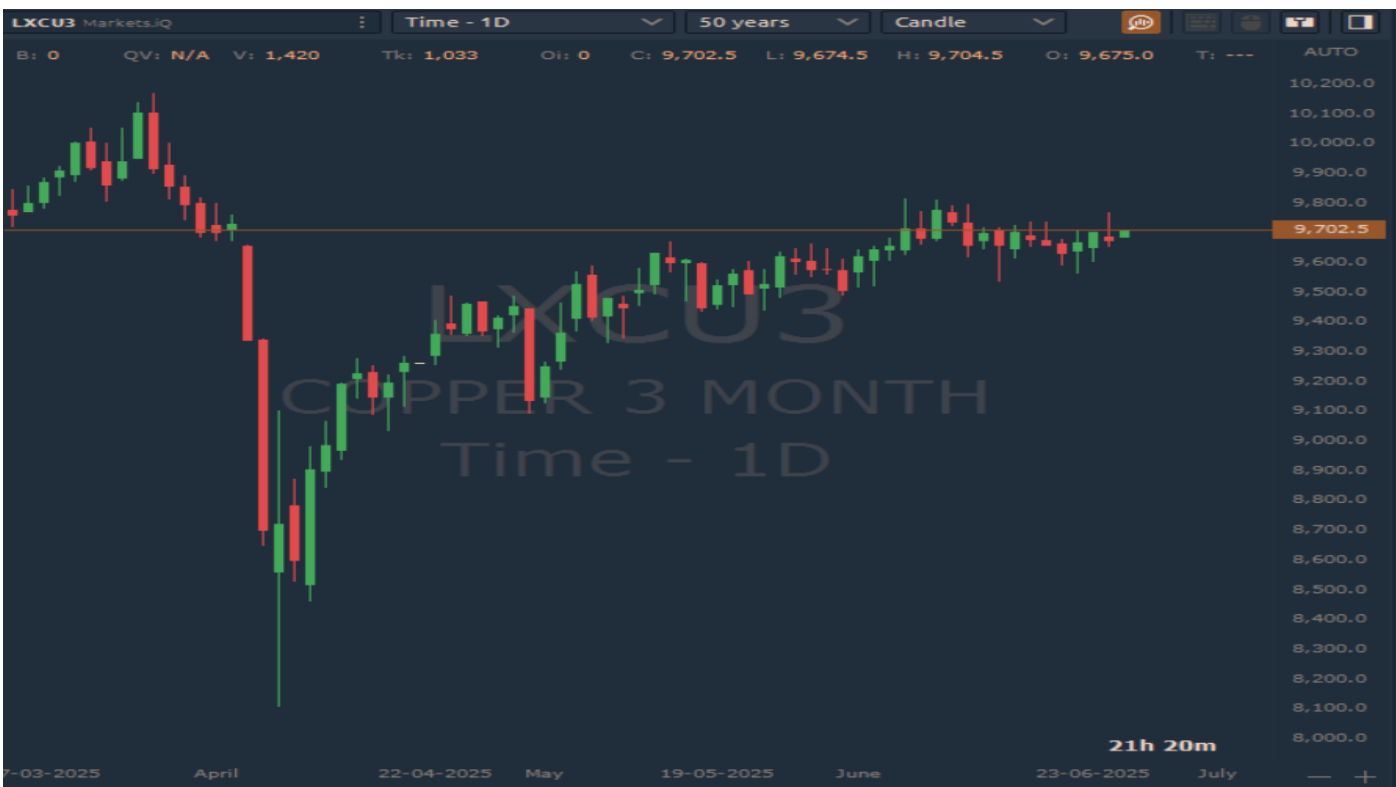 LXCU3 Markets.iQ ⋮ Time - 1D 50 years Candle
B: 0 QV: N/A V: 1,420 Tk: 1,033 Oi: 0 C: 9,702.5 L: 9,674.5 H: 9,704.5 O: 9,675.0 T: ---
AUTO
10,200.0
10,100.0
10,000.0
9,900.0
9,800.0
9,702.5
9,600.0
9,500.0
9,400.0
9,300.0
9,200.0
9,100.0
9,000.0
8,900.0
8,800.0
8,700.0
8,600.0
8,500.0
8,400.0
8,300.0
8,200.0
8,100.0
8,000.0
LXCU3
COPPER 3 MONTH
Time - 1D
21h 20m
7-03-2025 April 22-04-2025 May 19-05-2025 June 23-06-2025 July — +